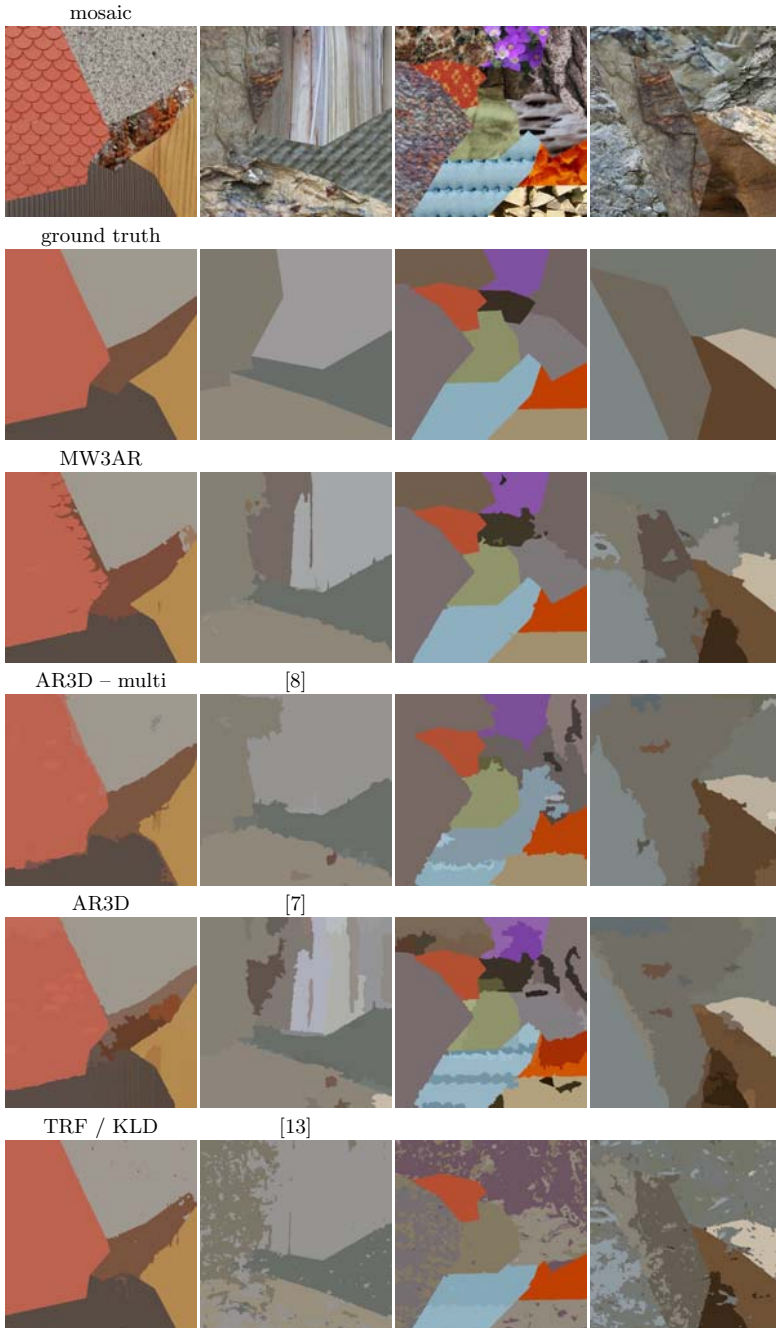 mosaic
ground truth
MW3AR
AR3D – multi [8]
AR3D [7]
TRF / KLD [13]